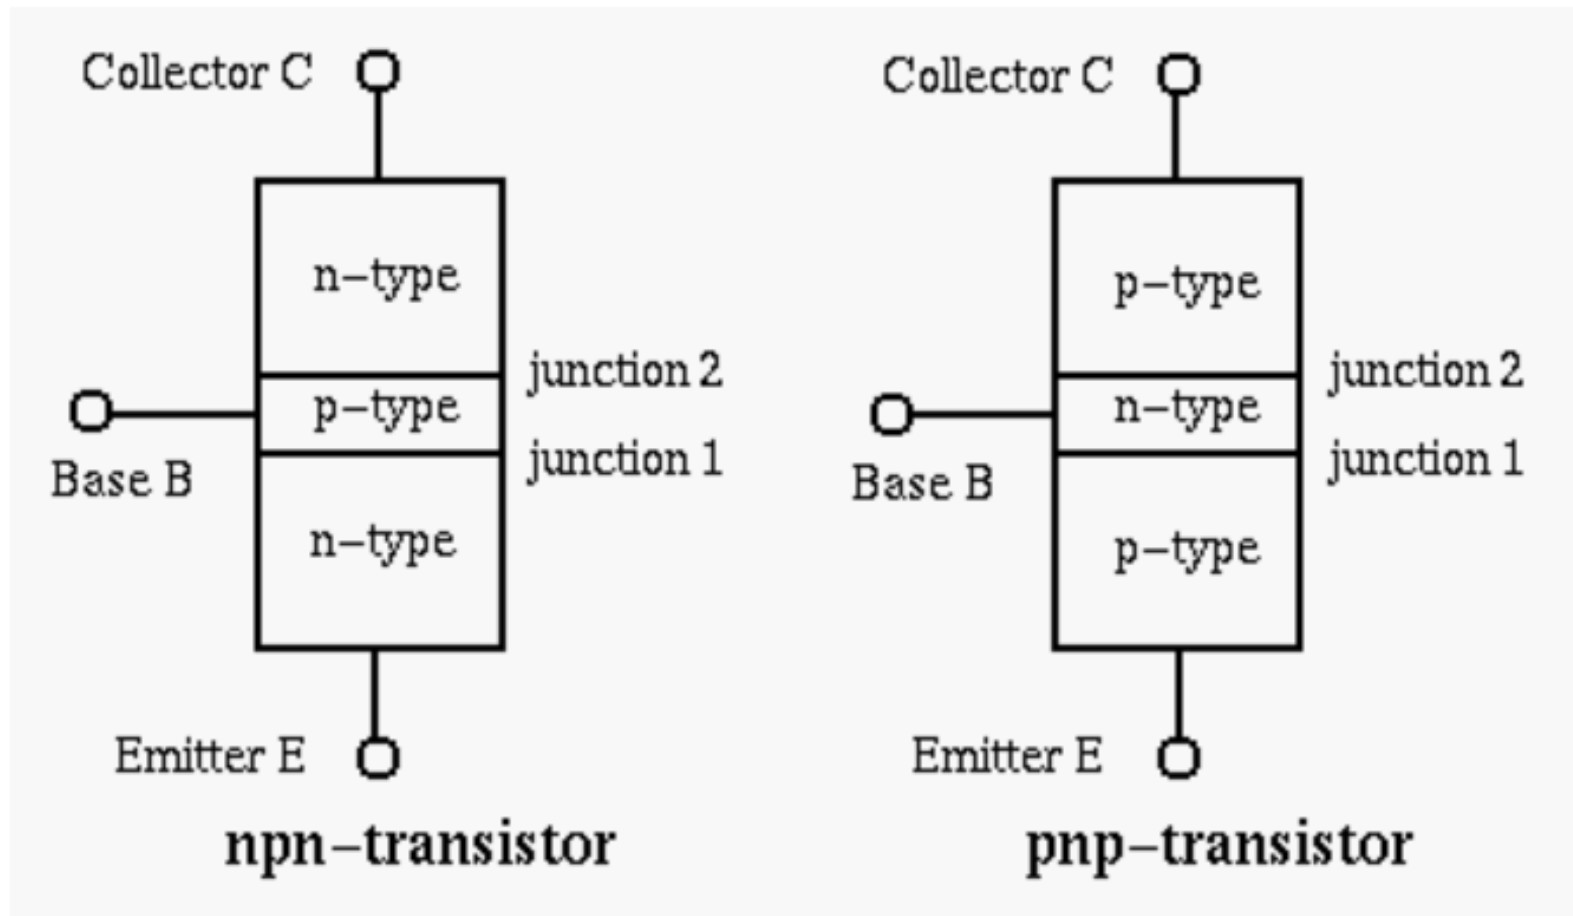 Collector C
n-type
junction 2
p-type
Base B
junction 1
n-type
Emitter E
npn-transistor
Collector C
p-type
junction 2
n-type
Base B
junction 1
p-type
Emitter E
pnp-transistor